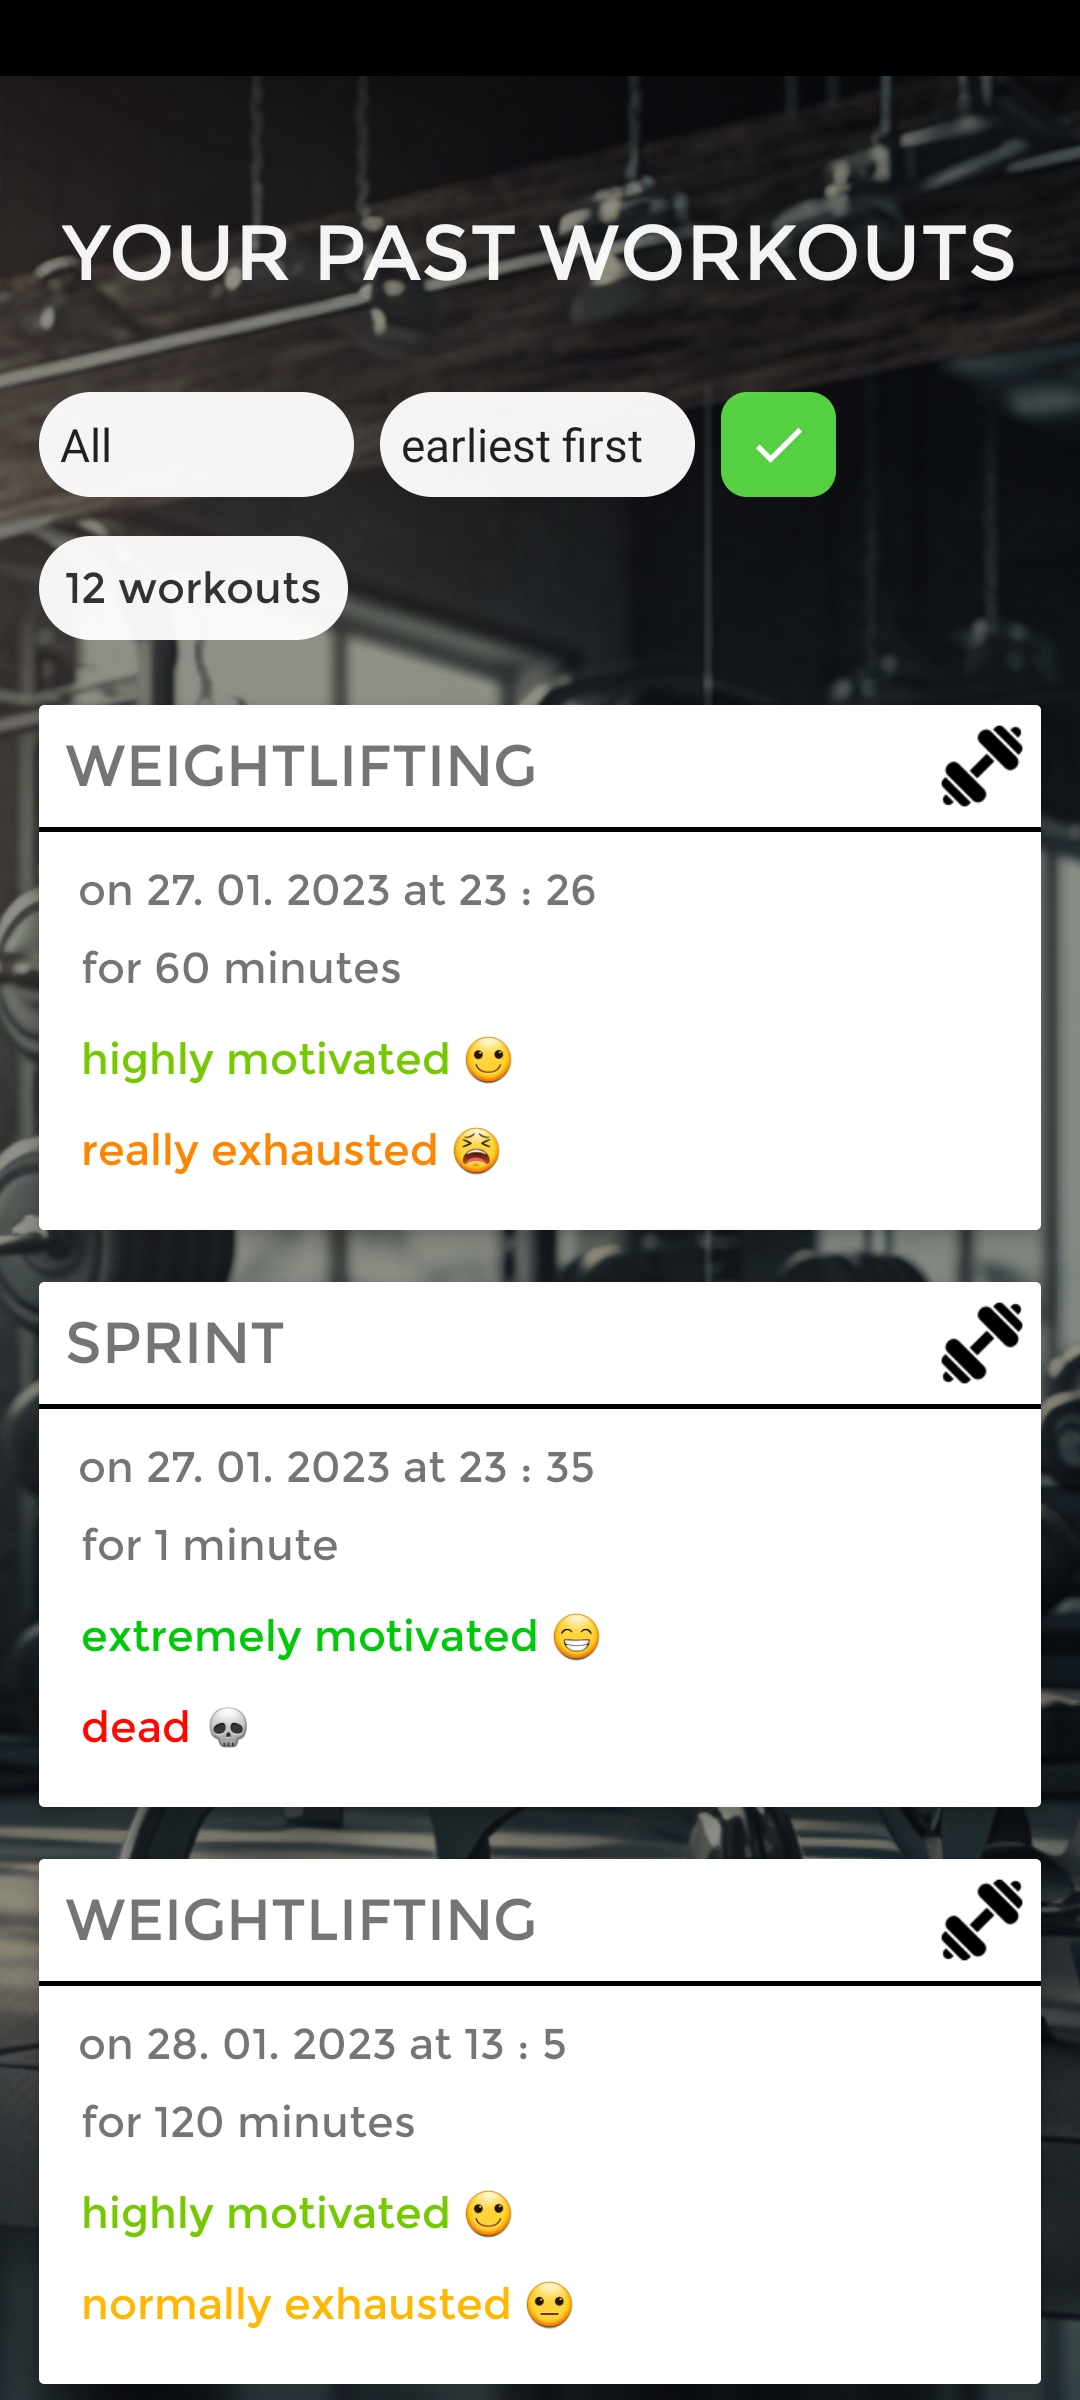 YOUR PAST WORKOUTS
All
earliest first
12 workouts
WEIGHTLIFTING
on 27. 01. 2023 at 23 : 26
for 60 minutes
highly motivated 🙂
really exhausted 😫
SPRINT
on 27. 01. 2023 at 23 : 35
for 1 minute
extremely motivated 😁
dead 💀
WEIGHTLIFTING
on 28. 01. 2023 at 13 : 5
for 120 minutes
highly motivated 🙂
normally exhausted 😐